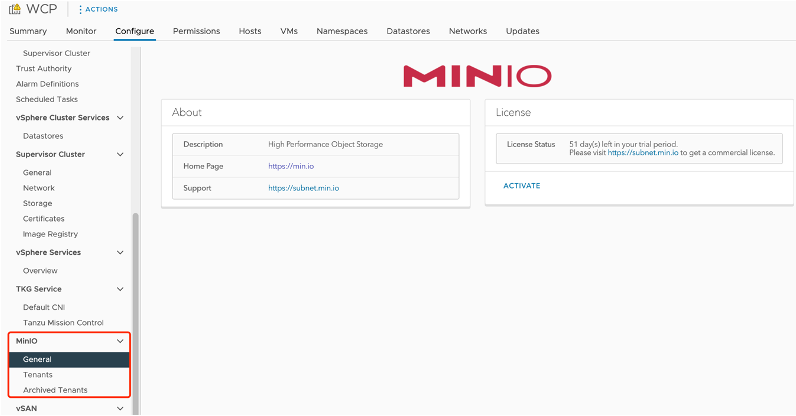 WCP
ACTIONS
Summary Monitor Configure Permissions Hosts VMs Namespaces Datastores Networks Updates
Supervisor Cluster
Trust Authority
Alarm Definitions
Scheduled Tasks
vSphere Cluster Services
Datastores
Supervisor Cluster
General
Network
Storage
Certificates
Image Registry
vSphere Services
Overview
TKG Service
Default CNI
Tanzu Mission Control
MinIO
General
Tenants
Archived Tenants
vSAN
MINIO
About
Description High Performance Object Storage
Home Page https://min.io
Support https://subnet.min.io
License
License Status 51 day(s) left in your trial period.
Please visit https://subnet.min.io to get a commercial license.
ACTIVATE